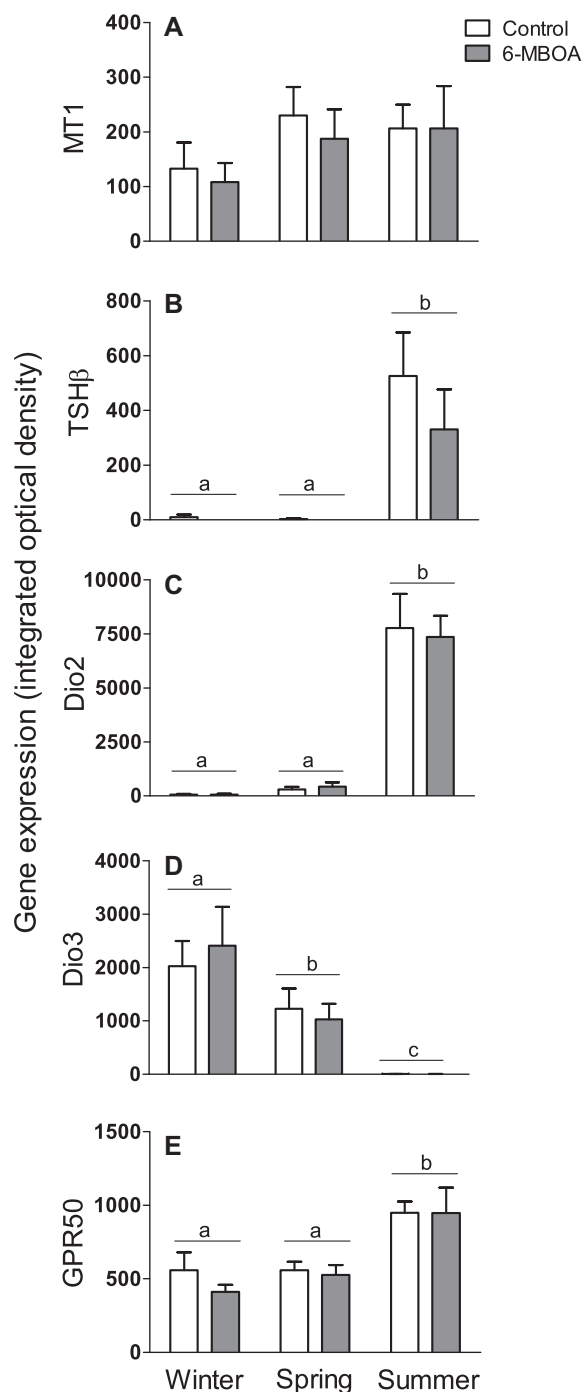 Gene expression (integrated optical density)
Control
6-MBOA
A
MT1
400
300
200
100
0
B
TSHβ
800
600
400
200
0
a
a
b
C
Dio2
10000
7500
5000
2500
0
a
a
b
D
Dio3
4000
3000
2000
1000
0
a
b
c
E
GPR50
1500
1000
500
0
a
a
b
Winter Spring Summer